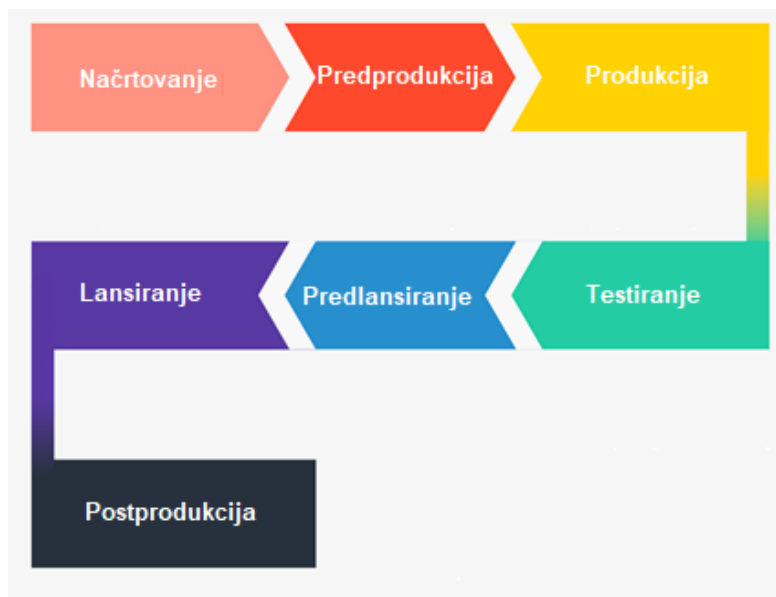 Načrtovanje
Predprodukcija
Produkcija
Testiranje
Predlansiranje
Lansiranje
Postprodukcija